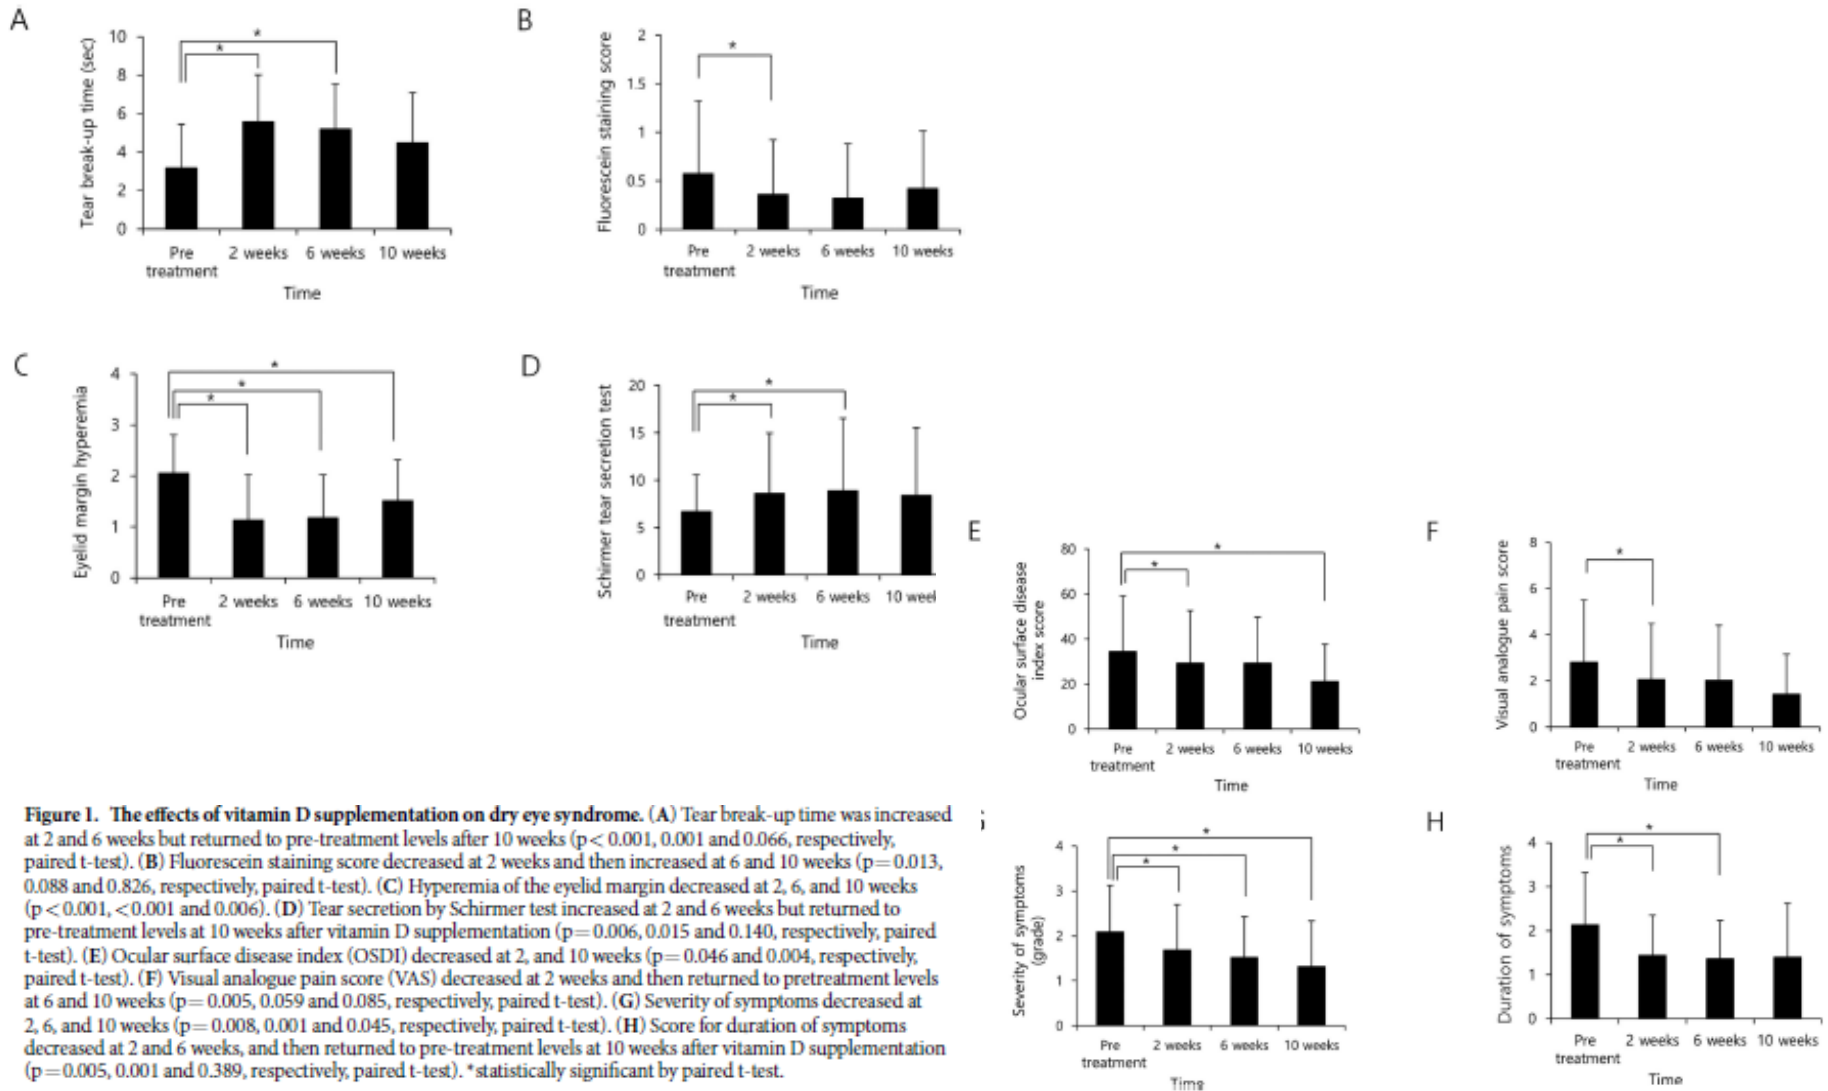 A
Tear break-up time (sec)
10
8
6
4
2
0
*
*
Pre treatment
2 weeks
6 weeks
10 weeks
Time
B
Fluorescein staining score
2
1.5
1
0.5
0
*
Pre treatment
2 weeks
6 weeks
10 weeks
Time
C
Eyelid margin hyperemia
4
3
2
1
0
*
*
*
Pre treatment
2 weeks
6 weeks
10 weeks
Time
D
Schirmer tear secretion test
20
15
10
5
0
*
*
Pre treatment
2 weeks
6 weeks
10 weel
Time
E
Ocular surface disease
index score
80
60
40
20
0
*
*
Pre treatment
2 weeks
6 weeks
10 weeks
Time
F
Visual analogue pain score
8
6
4
2
0
*
Pre treatment
2 weeks
6 weeks
10 weeks
Time
Severity of symptoms
(grade)
4
3
2
1
0
*
*
*
Pre treatment
2 weeks
6 weeks
10 weeks
Time
H
Duration of symptoms
4
3
2
1
0
*
*
Pre treatment
2 weeks
6 weeks
10 weeks
Time
Figure 1. The effects of vitamin D supplementation on dry eye syndrome. (A) Tear break-up time was increased
at 2 and 6 weeks but returned to pre-treatment levels after 10 weeks (p < 0.001, 0.001 and 0.066, respectively,
paired t-test). (B) Fluorescein staining score decreased at 2 weeks and then increased at 6 and 10 weeks (p = 0.013,
0.088 and 0.826, respectively, paired t-test). (C) Hyperemia of the eyelid margin decreased at 2, 6, and 10 weeks
(p < 0.001, <0.001 and 0.006). (D) Tear secretion by Schirmer test increased at 2 and 6 weeks but returned to
pre-treatment levels at 10 weeks after vitamin D supplementation (p = 0.006, 0.015 and 0.140, respectively, paired
t-test). (E) Ocular surface disease index (OSDI) decreased at 2, and 10 weeks (p = 0.046 and 0.004, respectively,
paired t-test). (F) Visual analogue pain score (VAS) decreased at 2 weeks and then returned to pretreatment levels
at 6 and 10 weeks (p = 0.005, 0.059 and 0.085, respectively, paired t-test). (G) Severity of symptoms decreased at
2, 6, and 10 weeks (p = 0.008, 0.001 and 0.045, respectively, paired t-test). (H) Score for duration of symptoms
decreased at 2 and 6 weeks, and then returned to pre-treatment levels at 10 weeks after vitamin D supplementation
(p = 0.005, 0.001 and 0.389, respectively, paired t-test). *statistically significant by paired t-test.